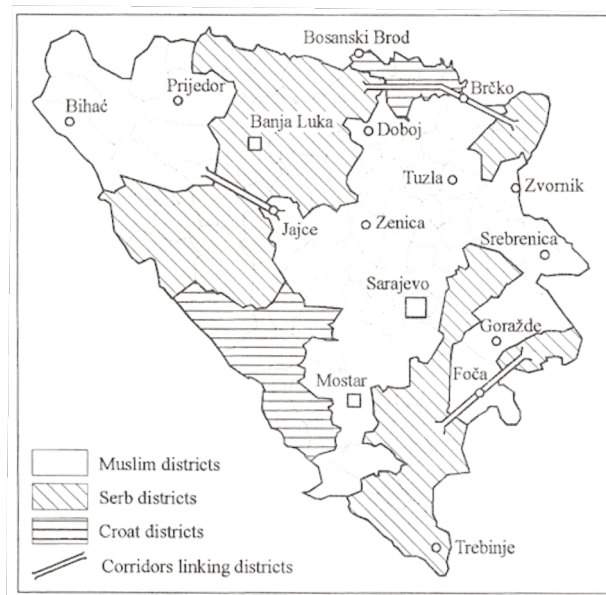 Bosanski Brod
Prijedor
Brčko
Bihać
Banja Luka
Doboj
Tuzla
Zvornik
Jajce
Zenica
Srebrenica
Sarajevo
Goražde
Foča
Mostar
Muslim districts
Serb districts
Croat districts
Corridors linking districts
Trebinje